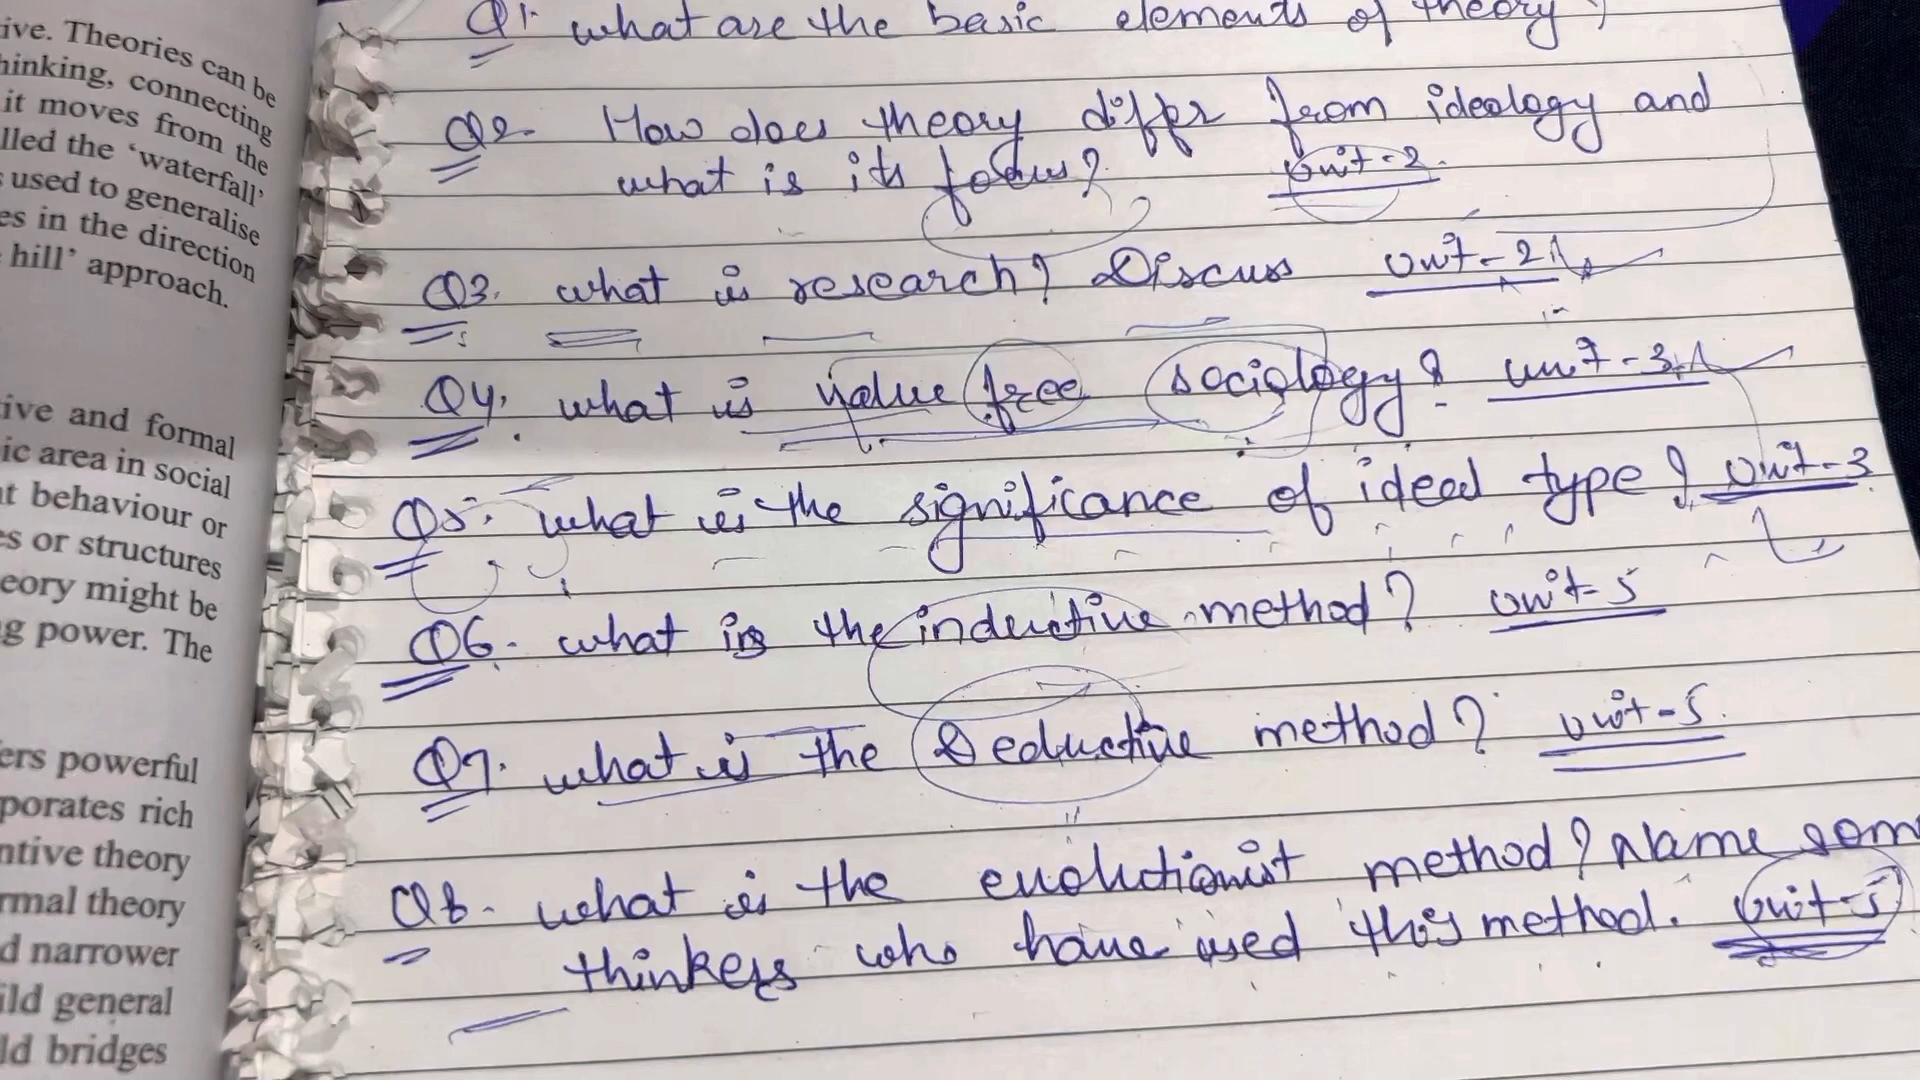 ive. Theories can be
hinking, connecting
it moves from the
lled the 'waterfall'
s used to generalise
es in the direction
hill' approach.
ive and formal
ic area in social
t behaviour or
es or structures
eory might be
g power. The
ers powerful
porates rich
ntive theory
rmal theory
d narrower
ild general
ld bridges
Q1. what are the basic elements of theory?
Q2. How does theory differ from ideology and
what is its focus? Unit-2.
Q3. what is research? Discuss Unit-2
Q4. what is value free sociology? Unit-3
Q5. what is the significance of ideal type? Unit-3
Q6. what is the inductive method? Unit-5
Q7. what is the Deductive method? Unit-5.
Q8. what is the evolutionist method? Name som
thinkers who have used this method. Unit-5